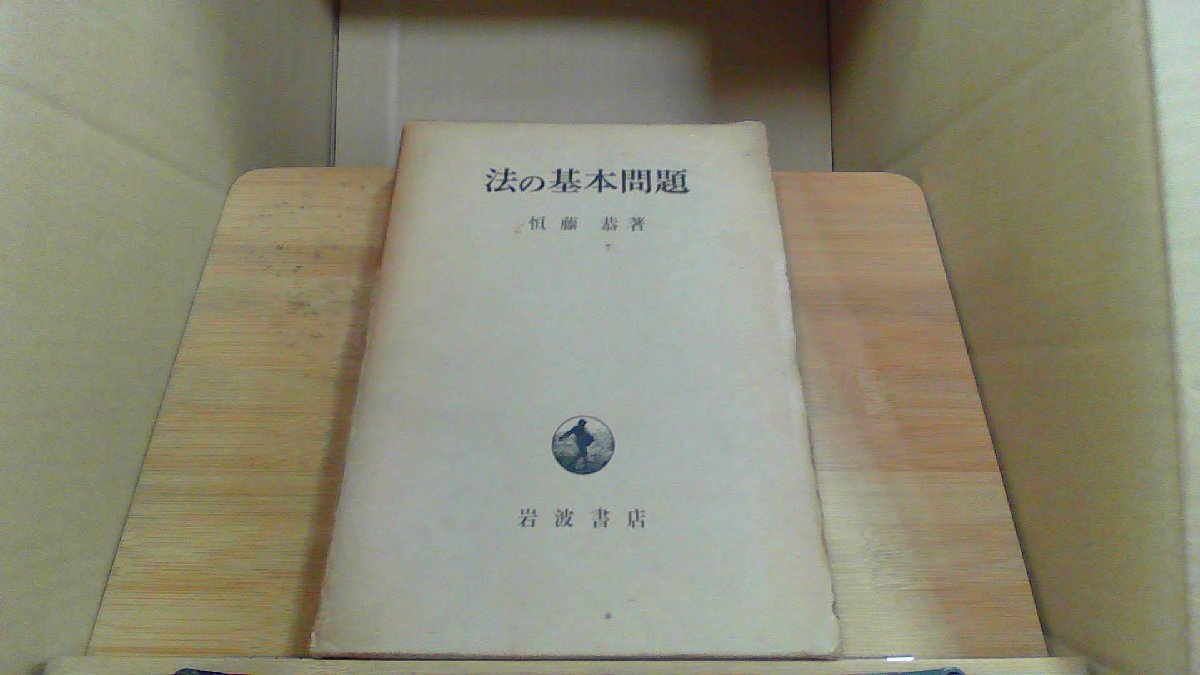 法の基本問題
恒藤 恭著
岩波書店